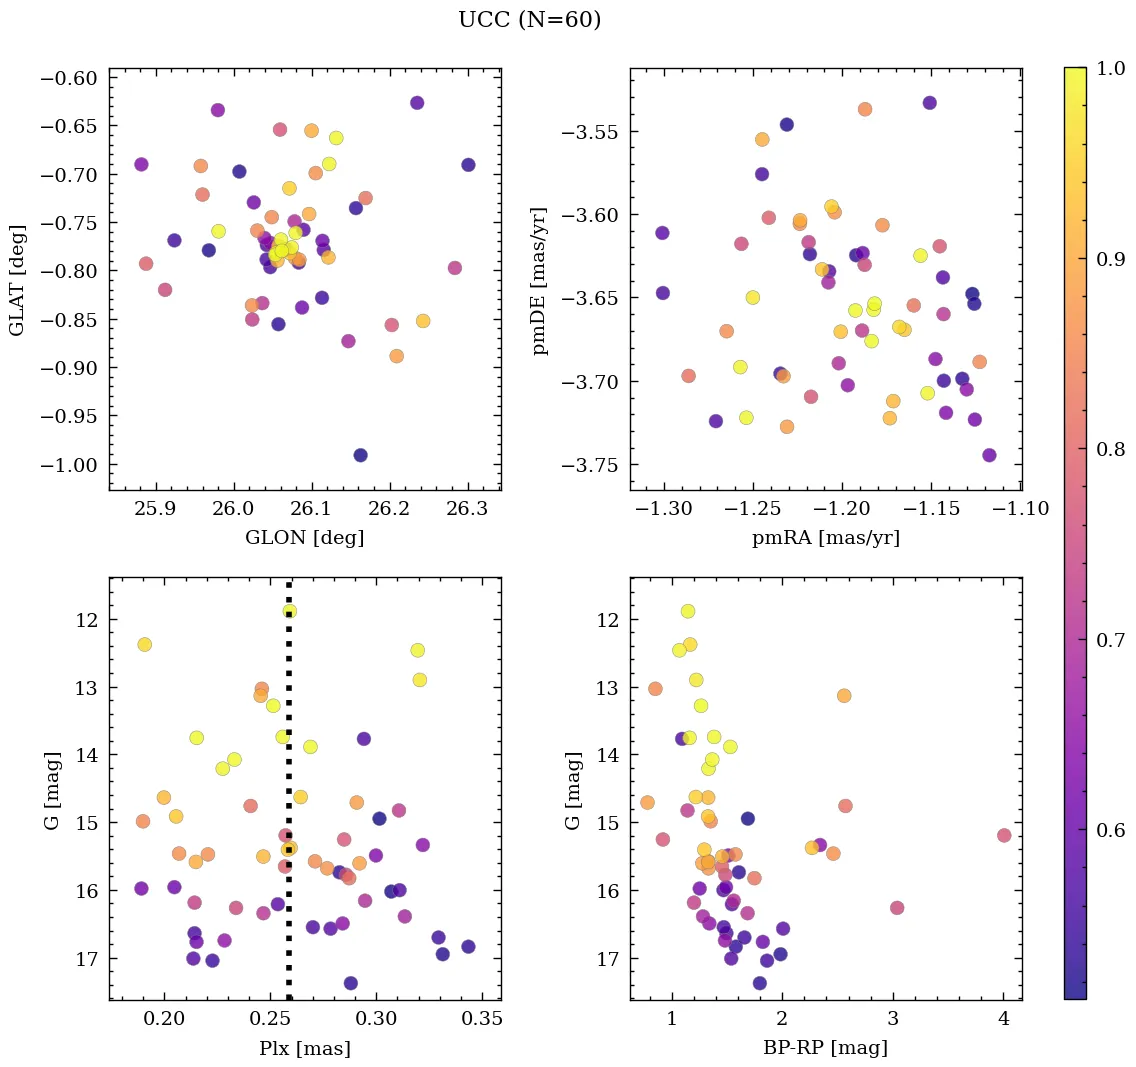 UCC (N=60)
−0.60
−0.65
−0.70
−0.75
−0.80
−0.85
−0.90
−0.95
−1.00
GLAT [deg]
25.9 26.0 26.1 26.2 26.3
GLON [deg]
−3.55
−3.60
−3.65
−3.70
−3.75
pmDE [mas/yr]
−1.30 −1.25 −1.20 −1.15 −1.10
pmRA [mas/yr]
1.0
0.9
0.8
0.7
0.6
12
13
14
15
16
17
G [mag]
0.20 0.25 0.30 0.35
Plx [mas]
12
13
14
15
16
17
G [mag]
1 2 3 4
BP-RP [mag]